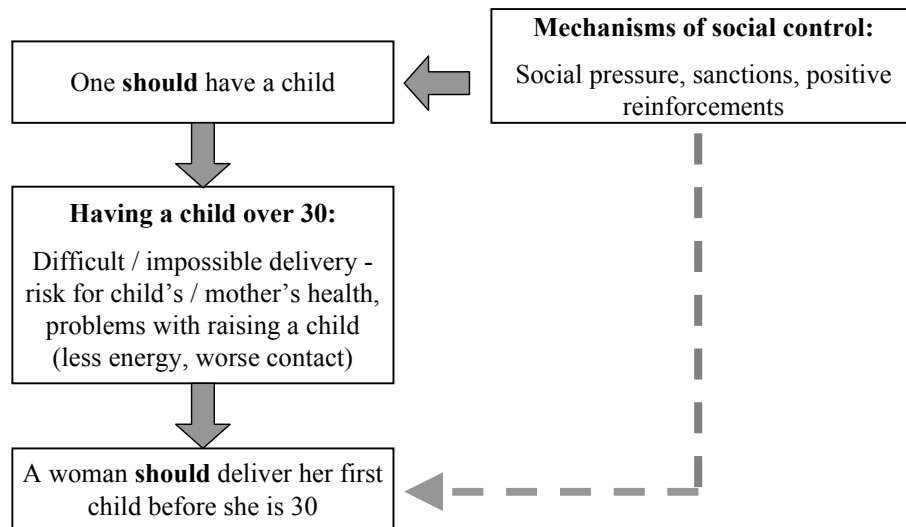 One should have a child
Mechanisms of social control:
Social pressure, sanctions, positive
reinforcements
Having a child over 30:
Difficult / impossible delivery -
risk for child’s / mother’s health,
problems with raising a child
(less energy, worse contact)
A woman should deliver her first
child before she is 30